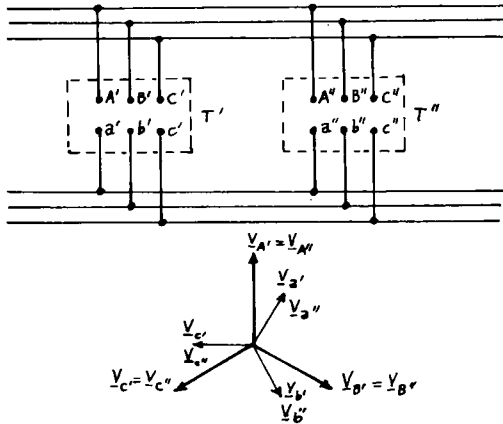 A' B' C'
A" B" C"
T'
T"
a' b' c'
a" b" c"
V_A' = V_A"
V_a'
V_a"
V_c'
V_c"
V_C' = V_C"
V_b'
V_b"
V_B' = V_B"